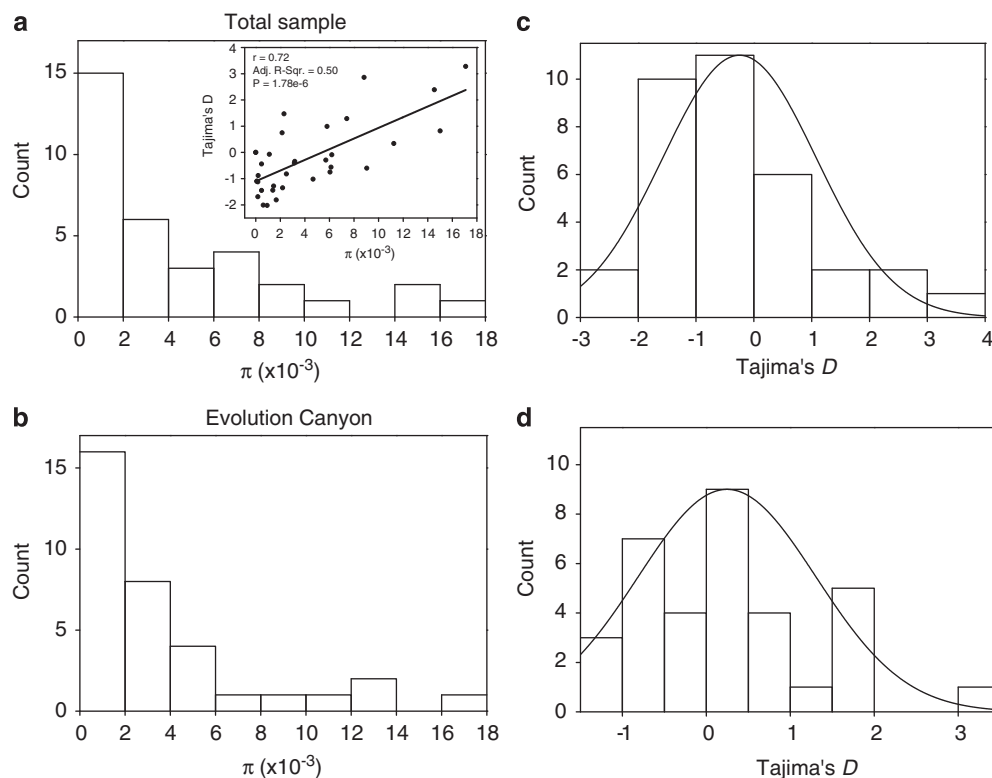 a
Total sample
15
10
5
0
Count
0 2 4 6 8 10 12 14 16 18
π (x10-3)
r = 0.72
Adj. R-Sqr. = 0.50
P = 1.78e-6
4
3
2
1
0
-1
-2
Tajima's D
0 2 4 6 8 10 12 14 16 18
π (x10-3)
c
10
8
6
4
2
0
Count
-3 -2 -1 0 1 2 3 4
Tajima's D
b
Evolution Canyon
15
10
5
0
Count
0 2 4 6 8 10 12 14 16 18
π (x10-3)
d
10
8
6
4
2
0
Count
-1 0 1 2 3
Tajima's D